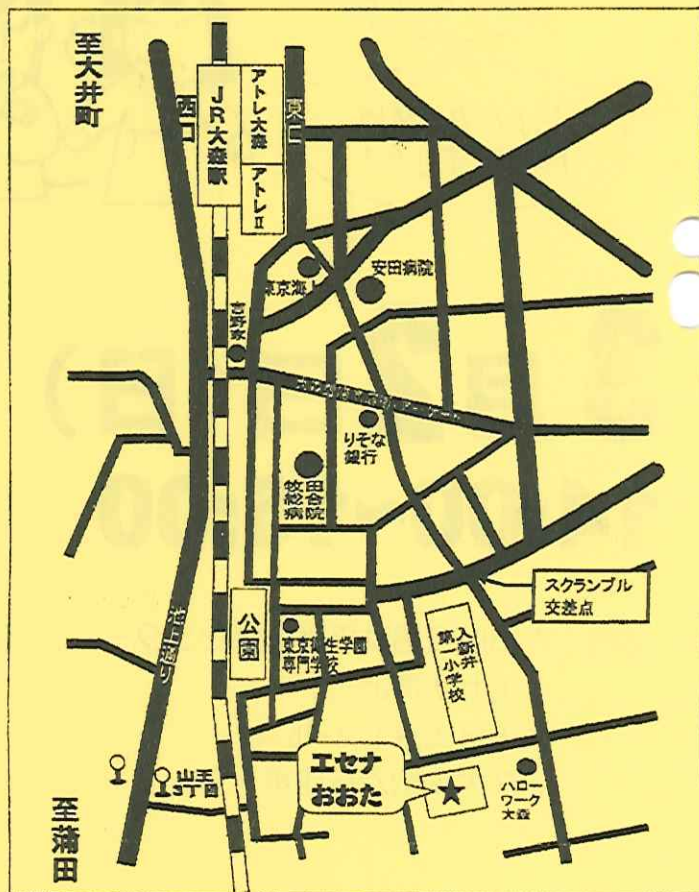 至大井町
西口
JR大森駅
アトレ大森
アトレⅡ
東口
東京海上
安田病院
吉野家
りそな
銀行
牧田
総合
病院
スクランブル
交差点
公園
東京衛生学園
専門学校
入新井
第一小学校
池上通り
山王
3丁目
エセナ
おおた
ハロー
ワーク
大森
至蒲田